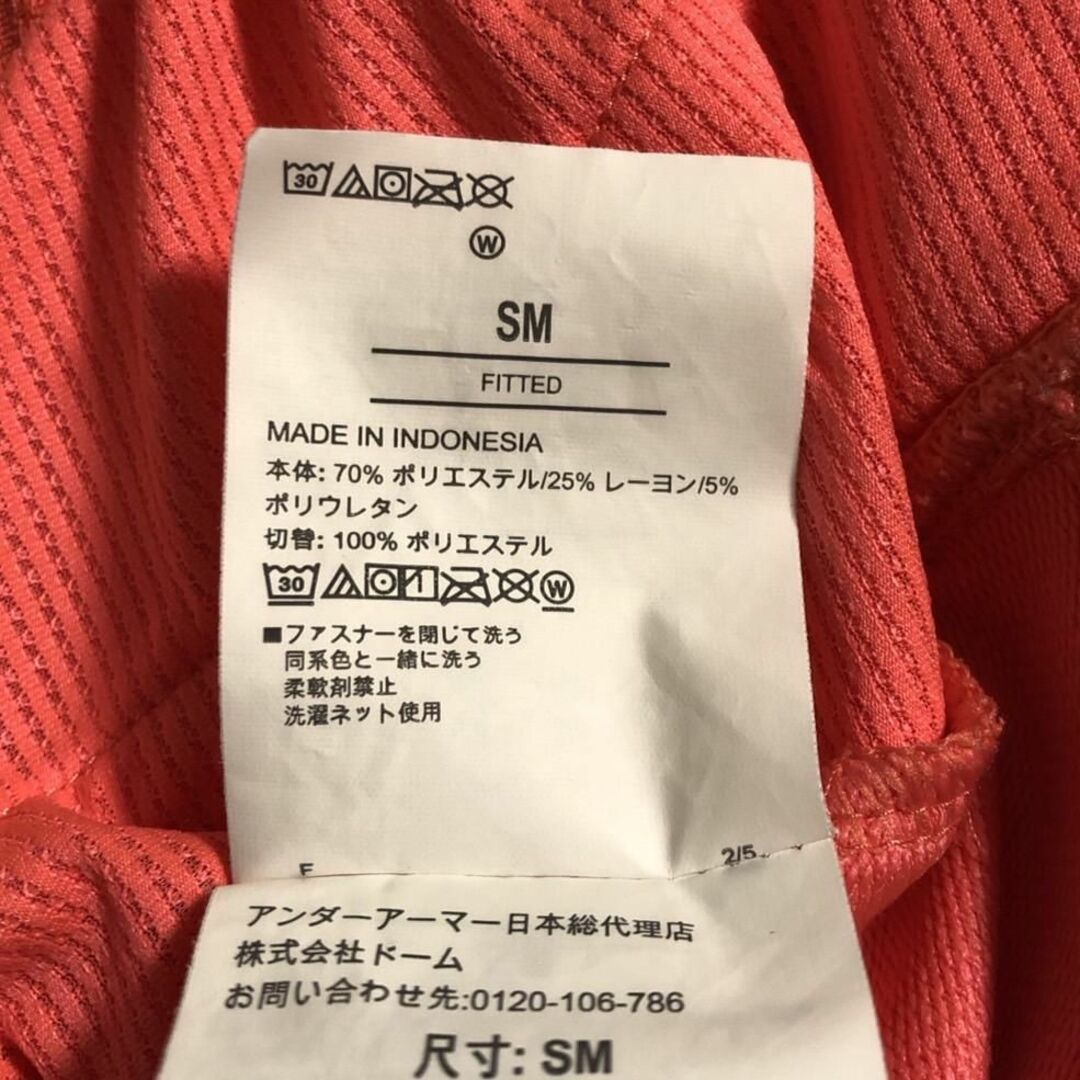 30
W
SM
FITTED
MADE IN INDONESIA
本体: 70% ポリエステル/25% レーヨン/5%
ポリウレタン
切替: 100% ポリエステル
30 W
■ファスナーを閉じて洗う
同系色と一緒に洗う
柔軟剤禁止
洗濯ネット使用
2/5
アンダーアーマー日本総代理店
株式会社ドーム
お問い合わせ先:0120-106-786
尺寸: SM